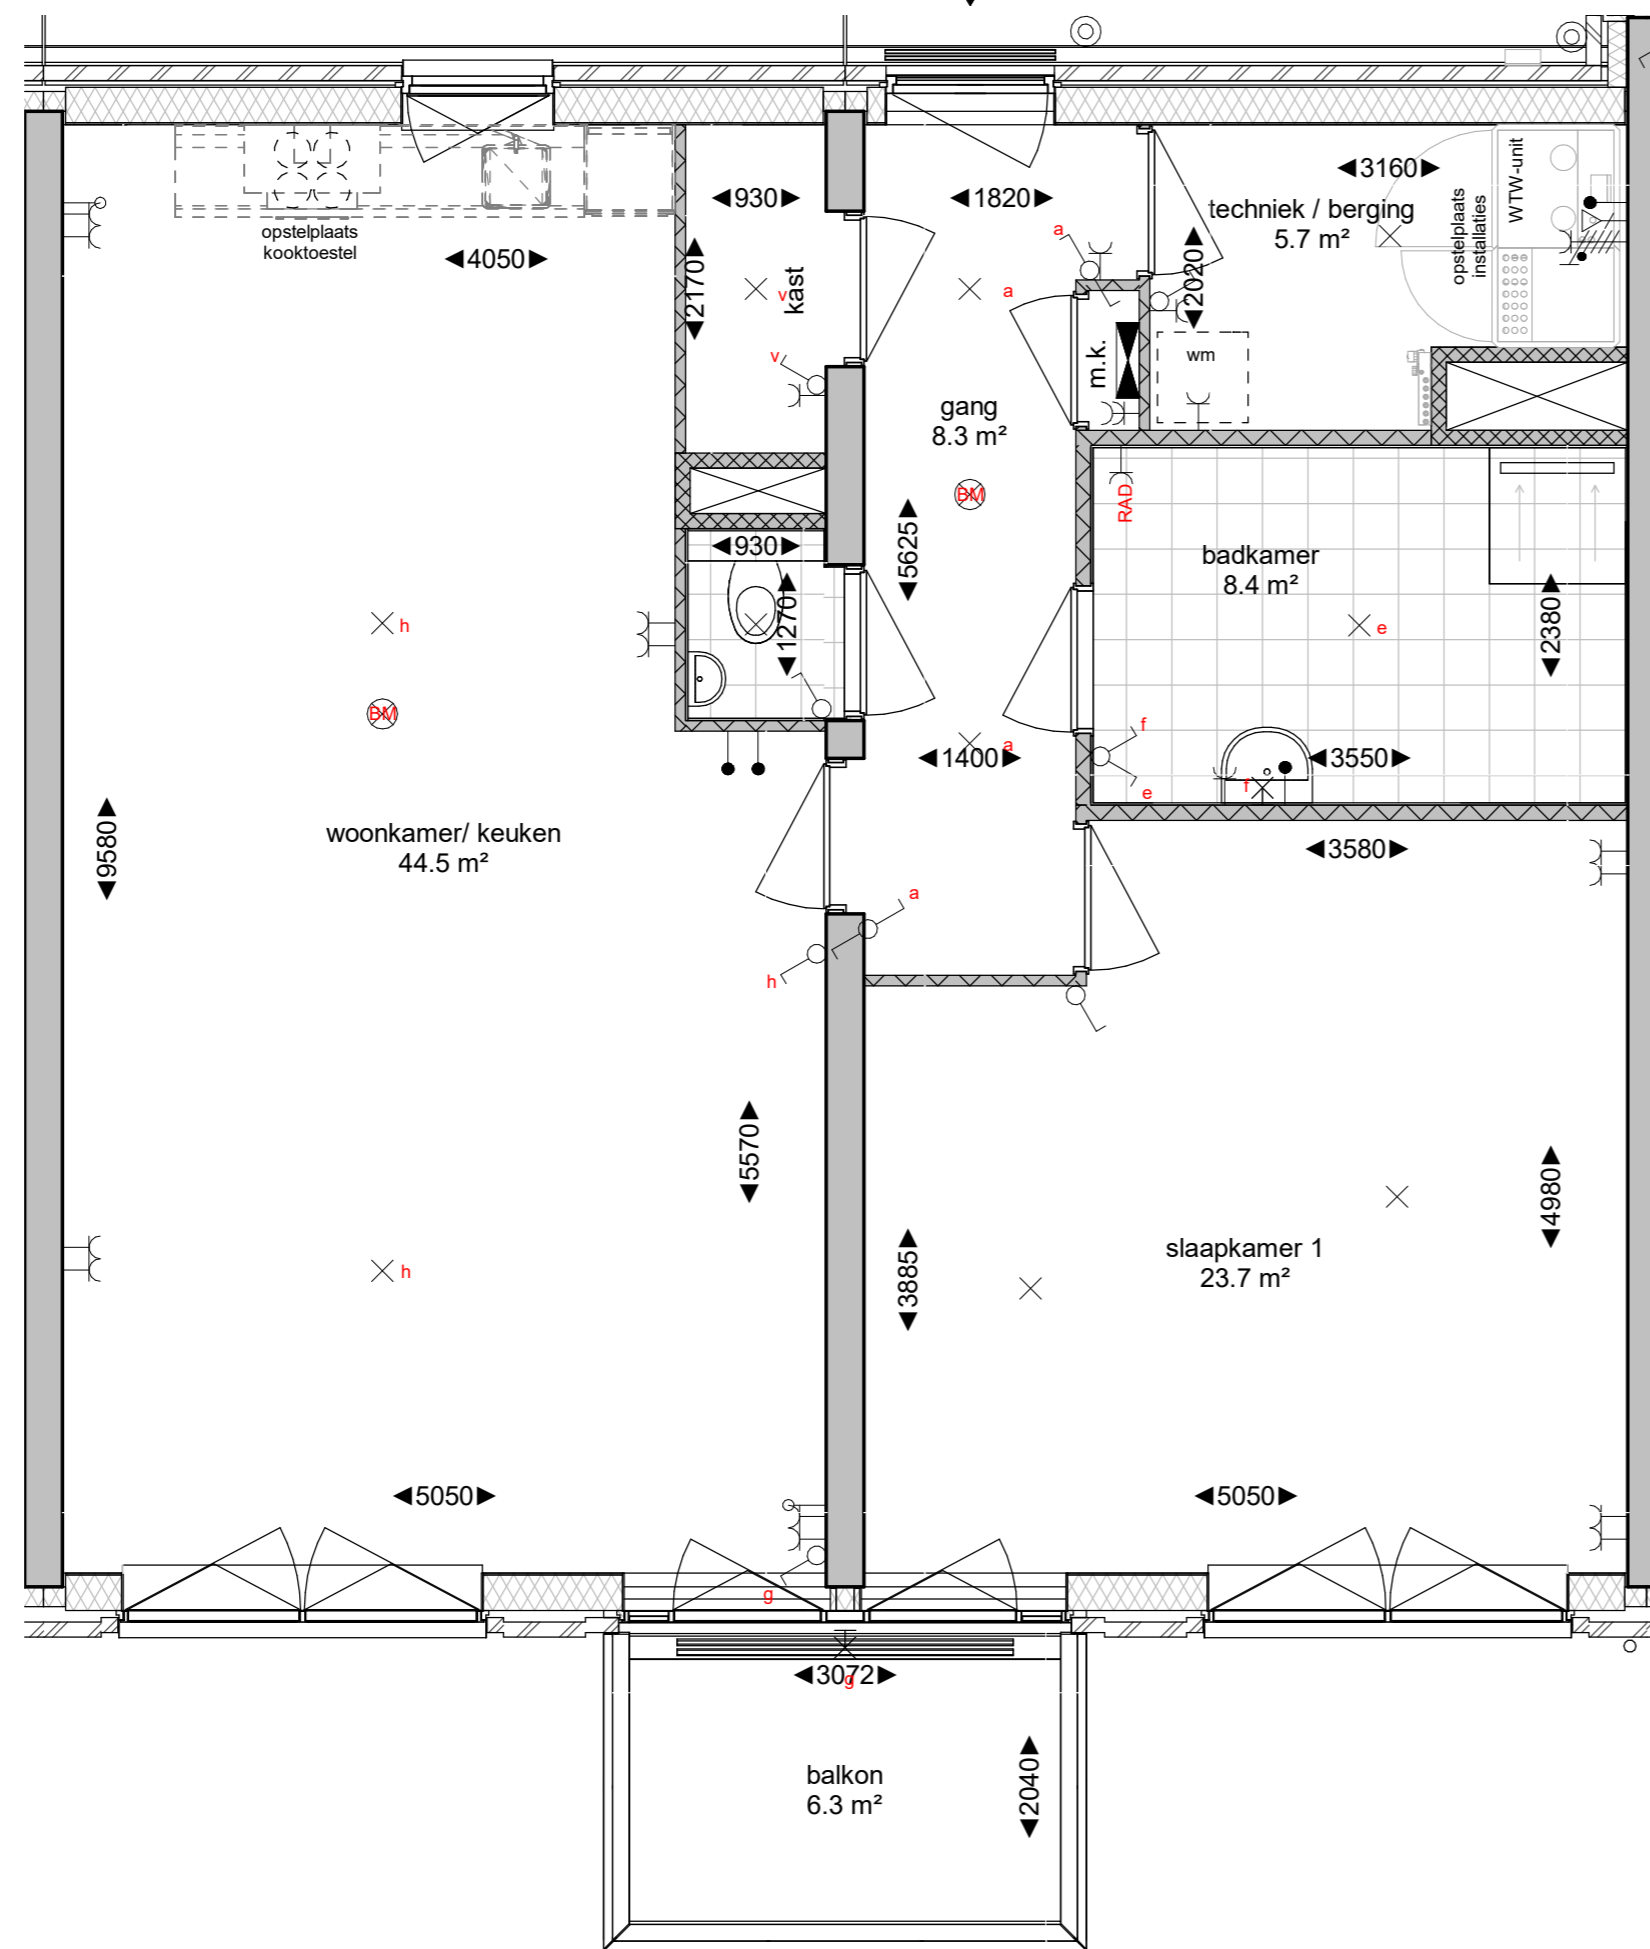 930
1820
3160
WTW-unit
techniek / berging
5.7 m²
opstelplaats
installaties
opstelplaats
kooktoestel
4050
a
2170
2020
v
kast
a
v
wm
m.k.
gang
8.3 m²
BM
RAD
930
5625
badkamer
8.4 m²
1270
2380
h
e
BM
f
a
1400
3550
f
e
woonkamer/ keuken
44.5 m²
9580
3580
a
h
5570
4980
slaapkamer 1
23.7 m²
3885
h
5050
5050
g
3072
g
balkon
6.3 m²
2040